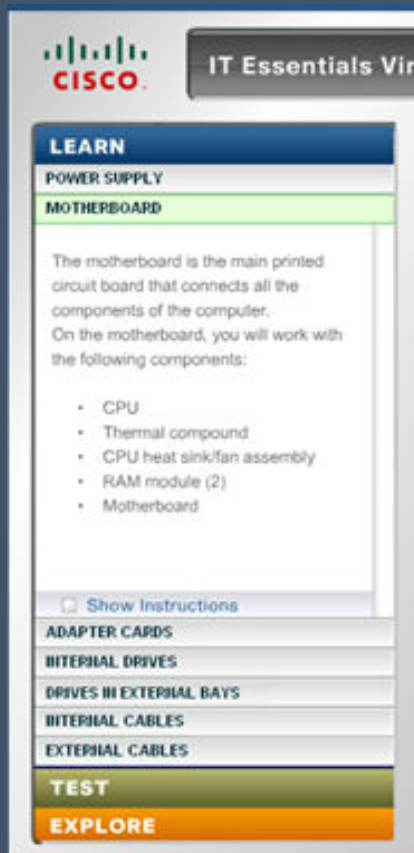 CISCO
IT Essentials Vir
LEARN
POWER SUPPLY
MOTHERBOARD
The motherboard is the main printed
circuit board that connects all the
components of the computer.
On the motherboard, you will work with
the following components:
• CPU
• Thermal compound
• CPU heat sink/fan assembly
• RAM module (2)
• Motherboard
Show Instructions
ADAPTER CARDS
INTERNAL DRIVES
DRIVES IN EXTERNAL BAYS
INTERNAL CABLES
EXTERNAL CABLES
TEST
EXPLORE